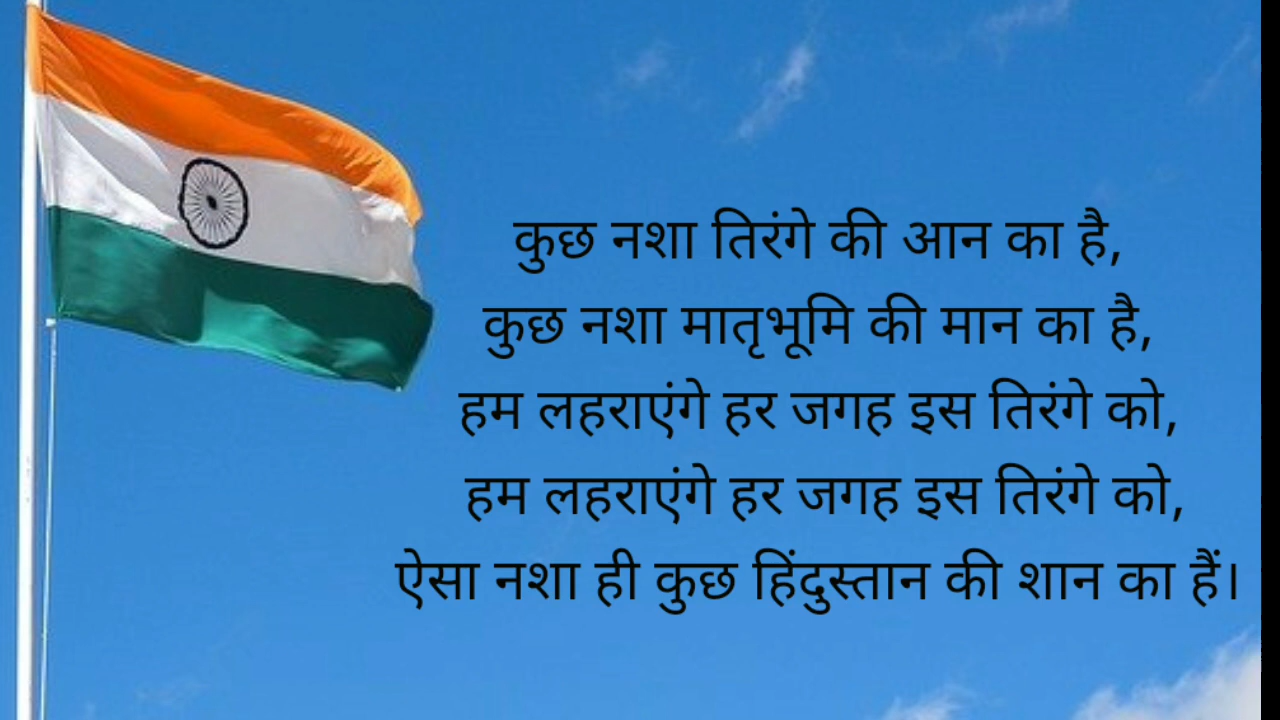 कुछ नशा तिरंगे की आन का है,
कुछ नशा मातृभूमि की मान का है,
हम लहराएंगे हर जगह इस तिरंगे को,
हम लहराएंगे हर जगह इस तिरंगे को,
ऐसा नशा ही कुछ हिंदुस्तान की शान का हैं।